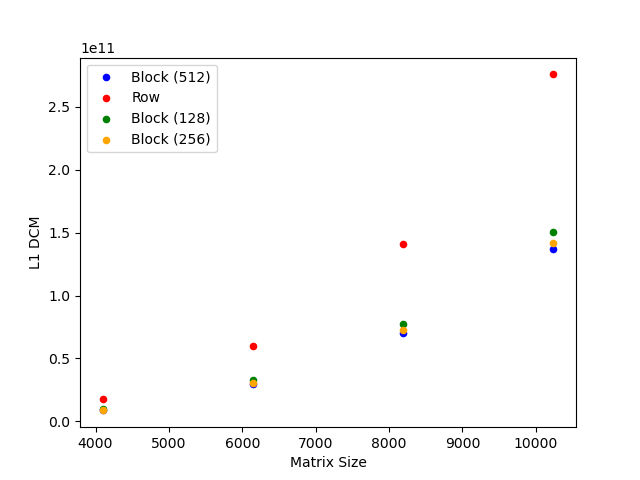 1e11
Block (512)
Row
Block (128)
Block (256)
2.5
2.0
1.5
1.0
0.5
0.0
L1 DCM
4000 5000 6000 7000 8000 9000 10000
Matrix Size